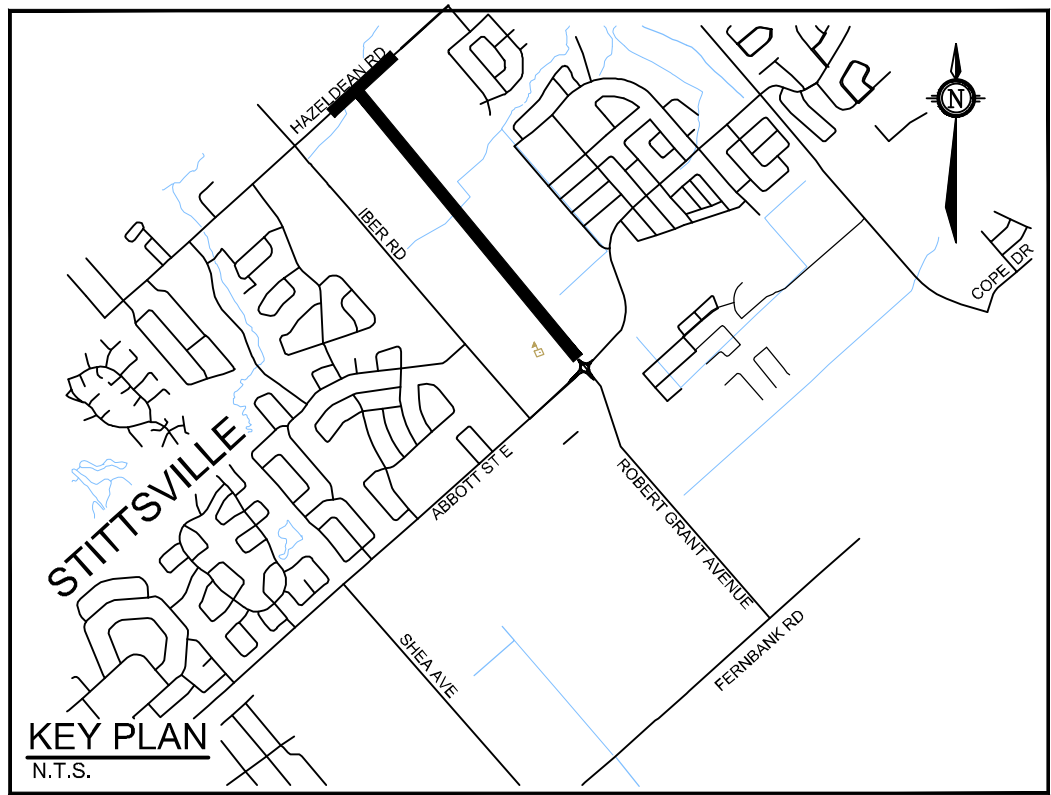 HAZELDEAN RD
N
IBER RD
COPE DR
STITTSVILLE
ABBOTT ST E
ROBERT GRANT AVENUE
SHEA AVE
FERNBANK RD
KEY PLAN
N.T.S.